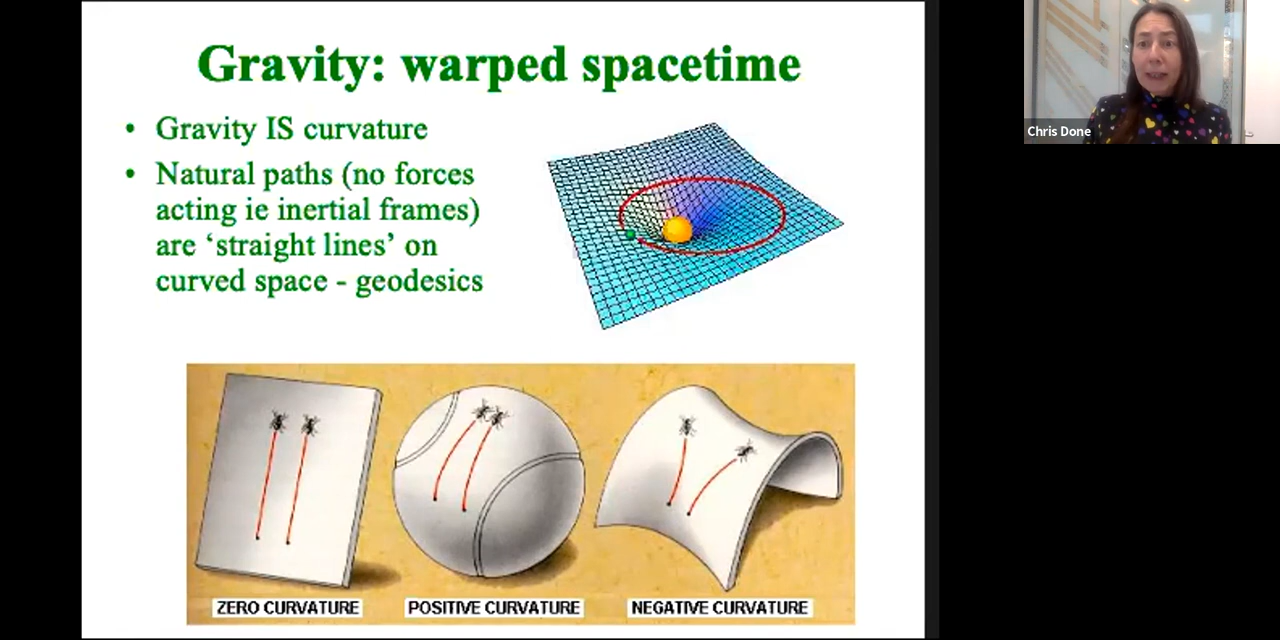 Gravity: warped spacetime
• Gravity IS curvature
• Natural paths (no forces
acting ie inertial frames)
are ‘straight lines’ on
curved space - geodesics
ZERO CURVATURE
POSITIVE CURVATURE
NEGATIVE CURVATURE
Chris Done